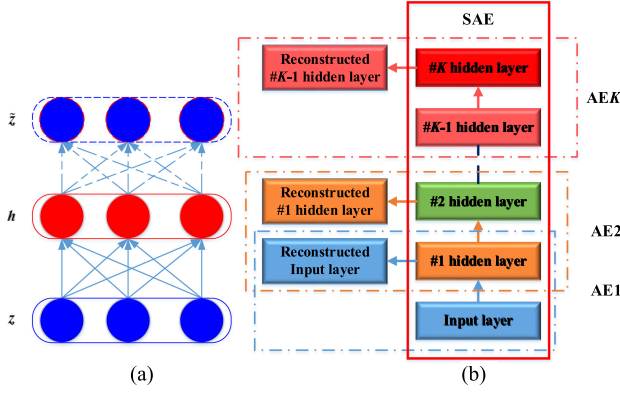 SAE
Reconstructed
#K-1 hidden layer
#K hidden layer
#K-1 hidden layer
AEK
z̃
h
z
Reconstructed
#1 hidden layer
#2 hidden layer
AE2
Reconstructed
Input layer
#1 hidden layer
AE1
Input layer
(a)
(b)